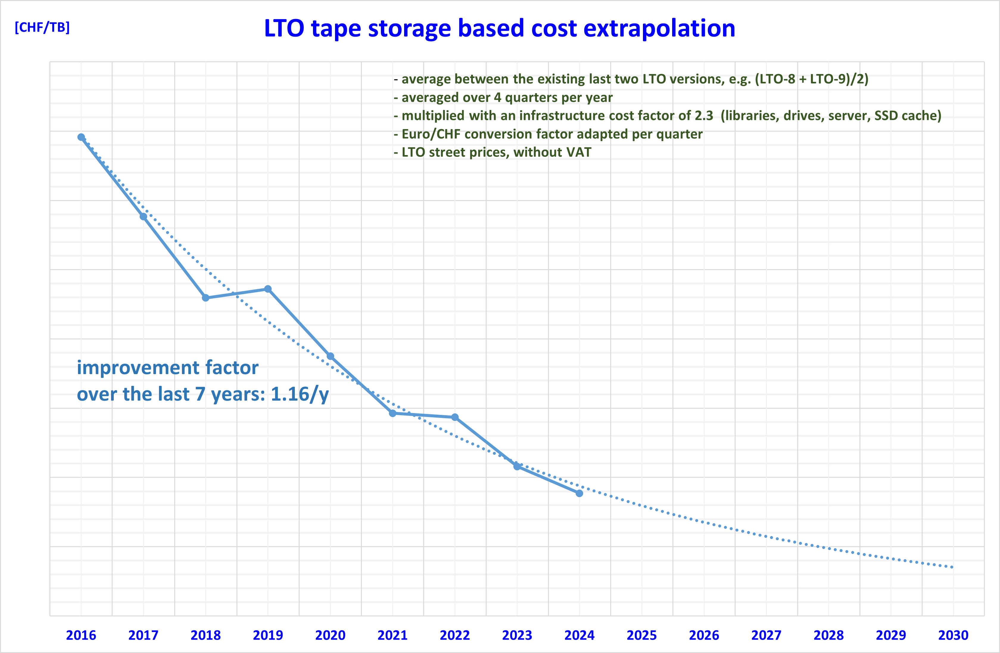 [CHF/TB]
LTO tape storage based cost extrapolation
- average between the existing last two LTO versions, e.g. (LTO-8 + LTO-9)/2)
- averaged over 4 quarters per year
- multiplied with an infrastructure cost factor of 2.3 (libraries, drives, server, SSD cache)
- Euro/CHF conversion factor adapted per quarter
- LTO street prices, without VAT
improvement factor
over the last 7 years: 1.16/y
2016 2017 2018 2019 2020 2021 2022 2023 2024 2025 2026 2027 2028 2029 2030